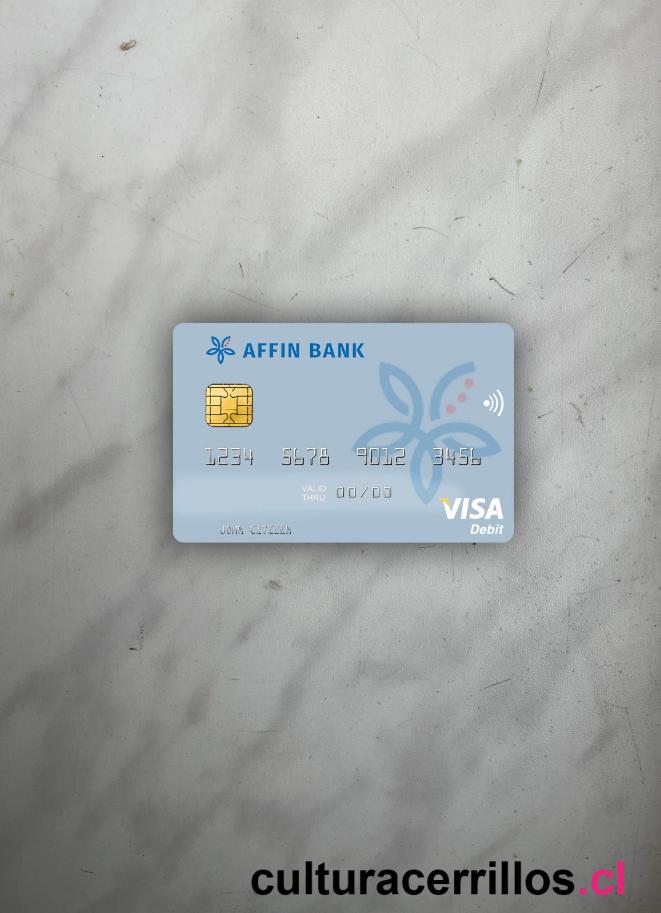 AFFIN BANK
1234 5678 9012 3456
VALID
THRU 00/00
VISA
Debit
JOHN CITIZEN
culturacerrillos.cl